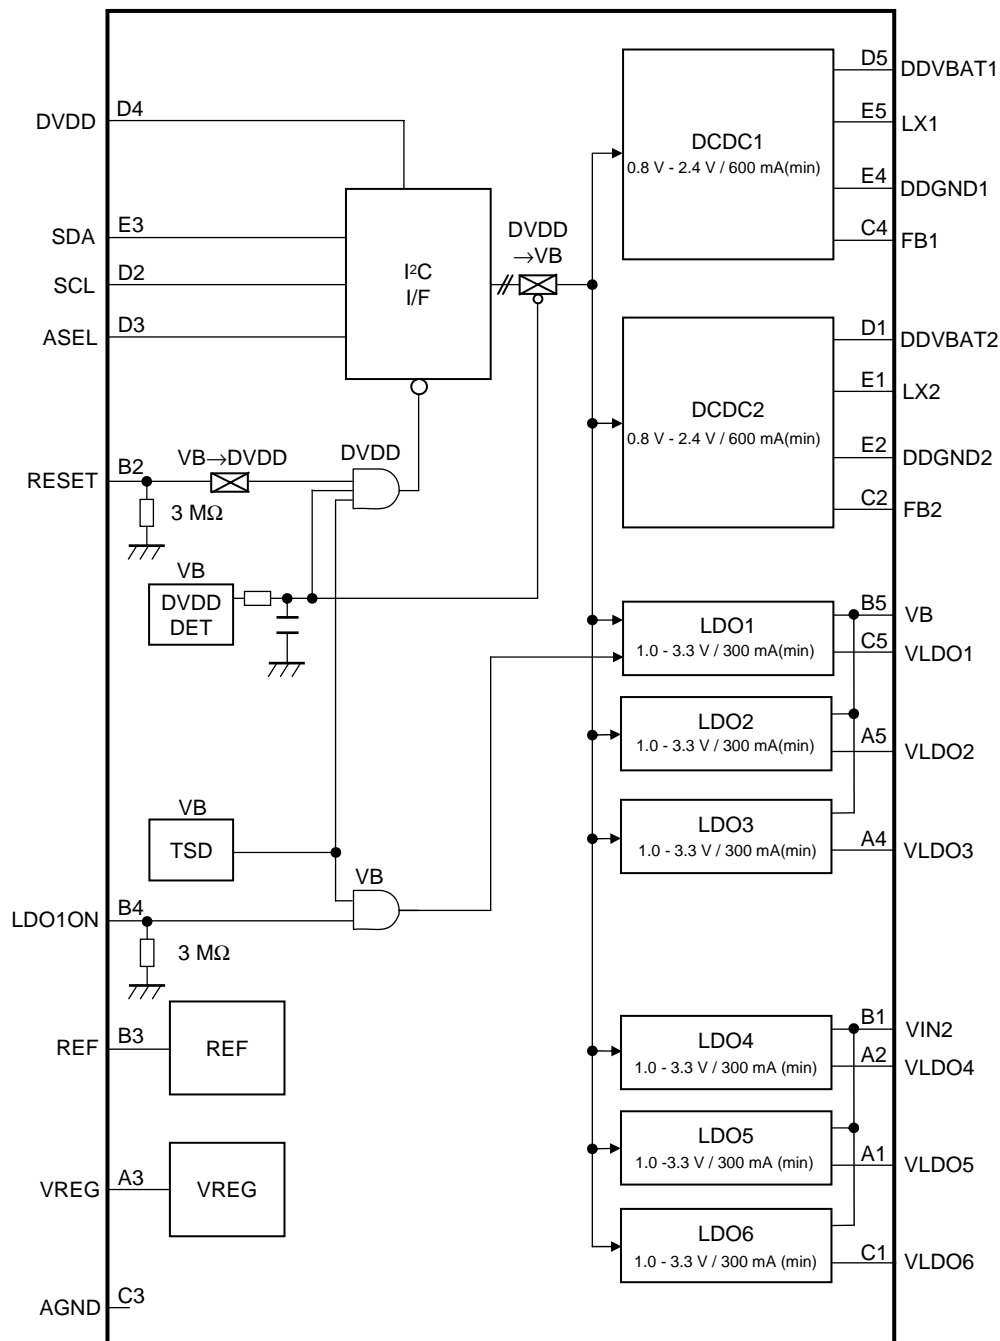 DVDD D4
SDA E3
SCL D2
ASEL D3
I²C
I/F
DVDD
→VB
RESET B2
VB→DVDD
DVDD
3 MΩ
VB
DVDD
DET
VB
TSD
VB
LDO1ON B4
3 MΩ
REF B3
REF
VREG A3
VREG
AGND C3
DCDC1
0.8 V - 2.4 V / 600 mA(min)
D5 DDVBAT1
E5 LX1
E4 DDGND1
C4 FB1
DCDC2
0.8 V - 2.4 V / 600 mA(min)
D1 DDVBAT2
E1 LX2
E2 DDGND2
C2 FB2
LDO1
1.0 - 3.3 V / 300 mA(min)
B5 VB
C5 VLDO1
LDO2
1.0 - 3.3 V / 300 mA(min)
A5 VLDO2
LDO3
1.0 - 3.3 V / 300 mA(min)
A4 VLDO3
LDO4
1.0 - 3.3 V / 300 mA (min)
B1 VIN2
A2 VLDO4
LDO5
1.0 -3.3 V / 300 mA (min)
A1 VLDO5
LDO6
1.0 - 3.3 V / 300 mA (min)
C1 VLDO6